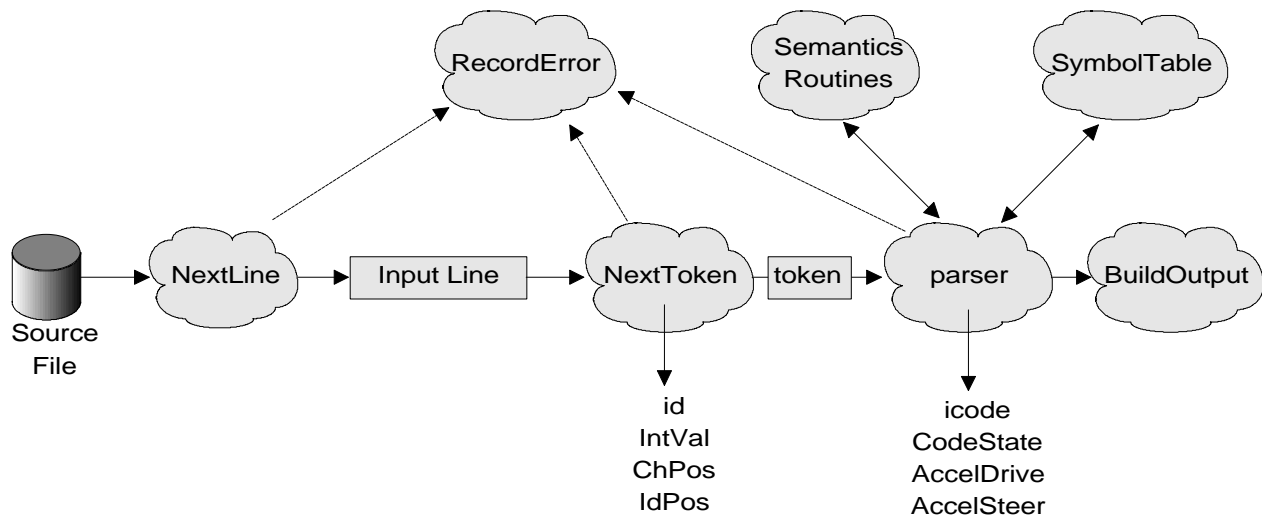 RecordError
Semantics
Routines
SymbolTable
NextLine
Input Line
NextToken
token
parser
BuildOutput
Source
File
id
IntVal
ChPos
IdPos
icode
CodeState
AccelDrive
AccelSteer